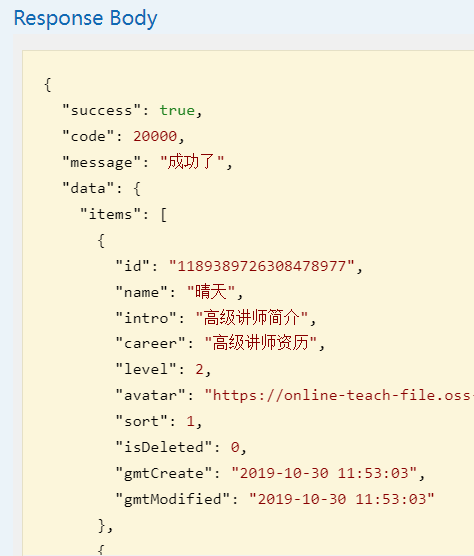 Response Body
{
"success": true,
"code": 20000,
"message": "成功了",
"data": {
"items": [
{
"id": "1189389726308478977",
"name": "晴天",
"intro": "高级讲师简介",
"career": "高级讲师资历",
"level": 2,
"avatar": "https://online-teach-file.oss-
"sort": 1,
"isDeleted": 0,
"gmtCreate": "2019-10-30 11:53:03",
"gmtModified": "2019-10-30 11:53:03"
},
{